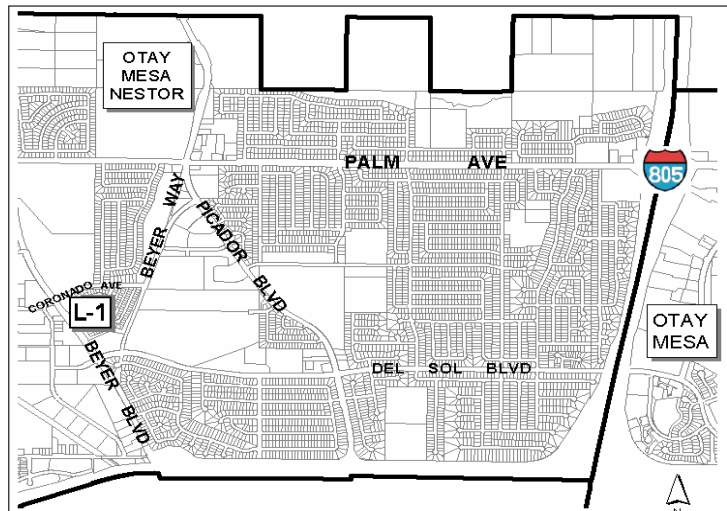 OTAY
MESA
NESTOR
PALM AVE
805
BEYER WAY
PICADOR BLVD
CORONADO AVE
L-1
BEYER BLVD
OTAY
MESA
DEL SOL BLVD
N